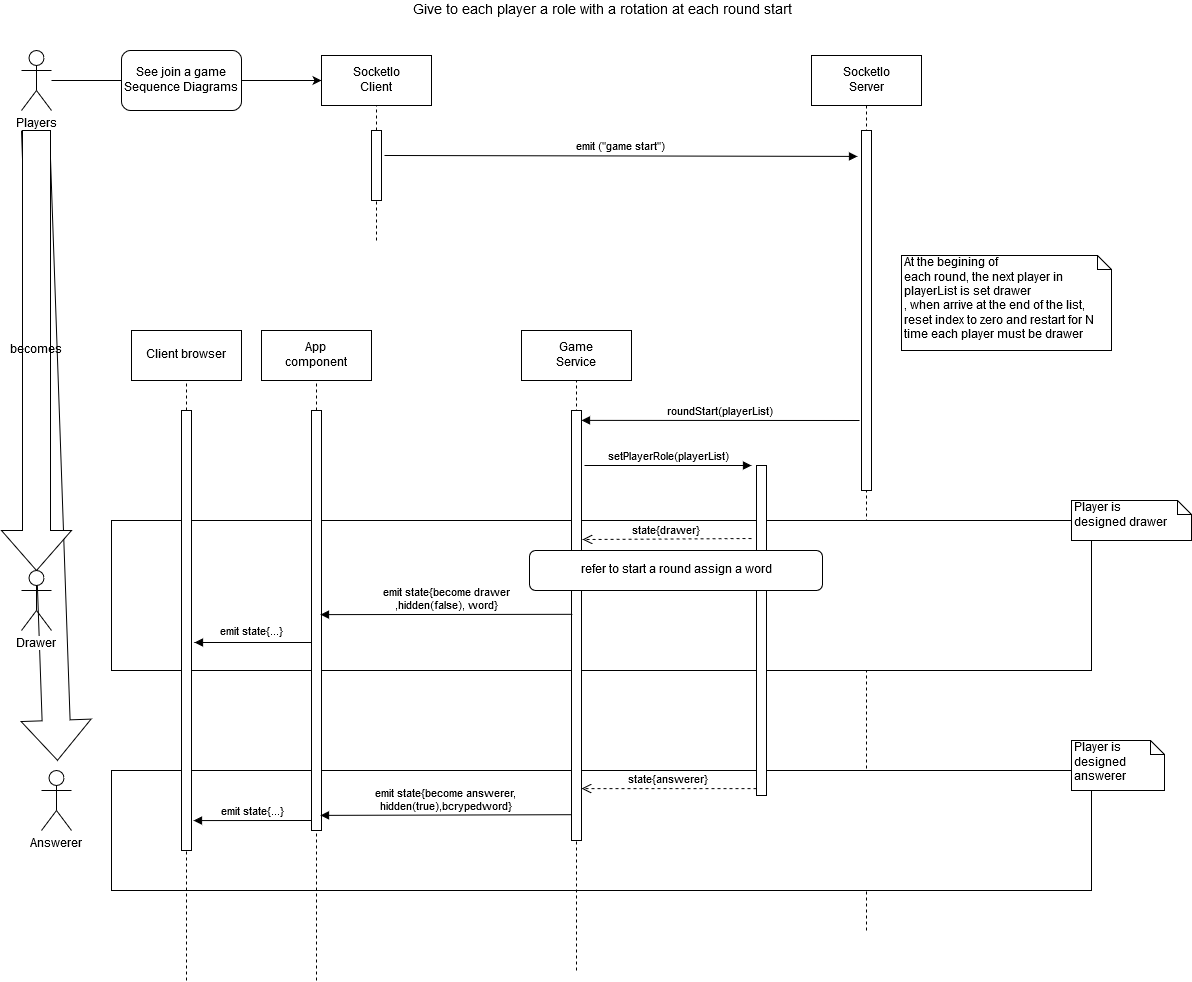 Give to each player a role with a rotation at each round start
See join a game
Sequence Diagrams
SocketIo
Client
SocketIo
Server
Players
emit ("game start")
At the begining of
each round, the next player in
playerList is set drawer
, when arrive at the end of the list,
reset index to zero and restart for N
time each player must be drawer
becomes
Client browser
App
component
Game
Service
roundStart(playerList)
setPlayerRole(playerList)
Player is
designed drawer
state{drawer}
refer to start a round assign a word
emit state{become drawer
,hidden(false), word}
emit state{...}
Drawer
Player is
designed
answerer
state{answerer}
emit state{become answerer,
hidden(true),bcrypedword}
emit state{...}
Answerer